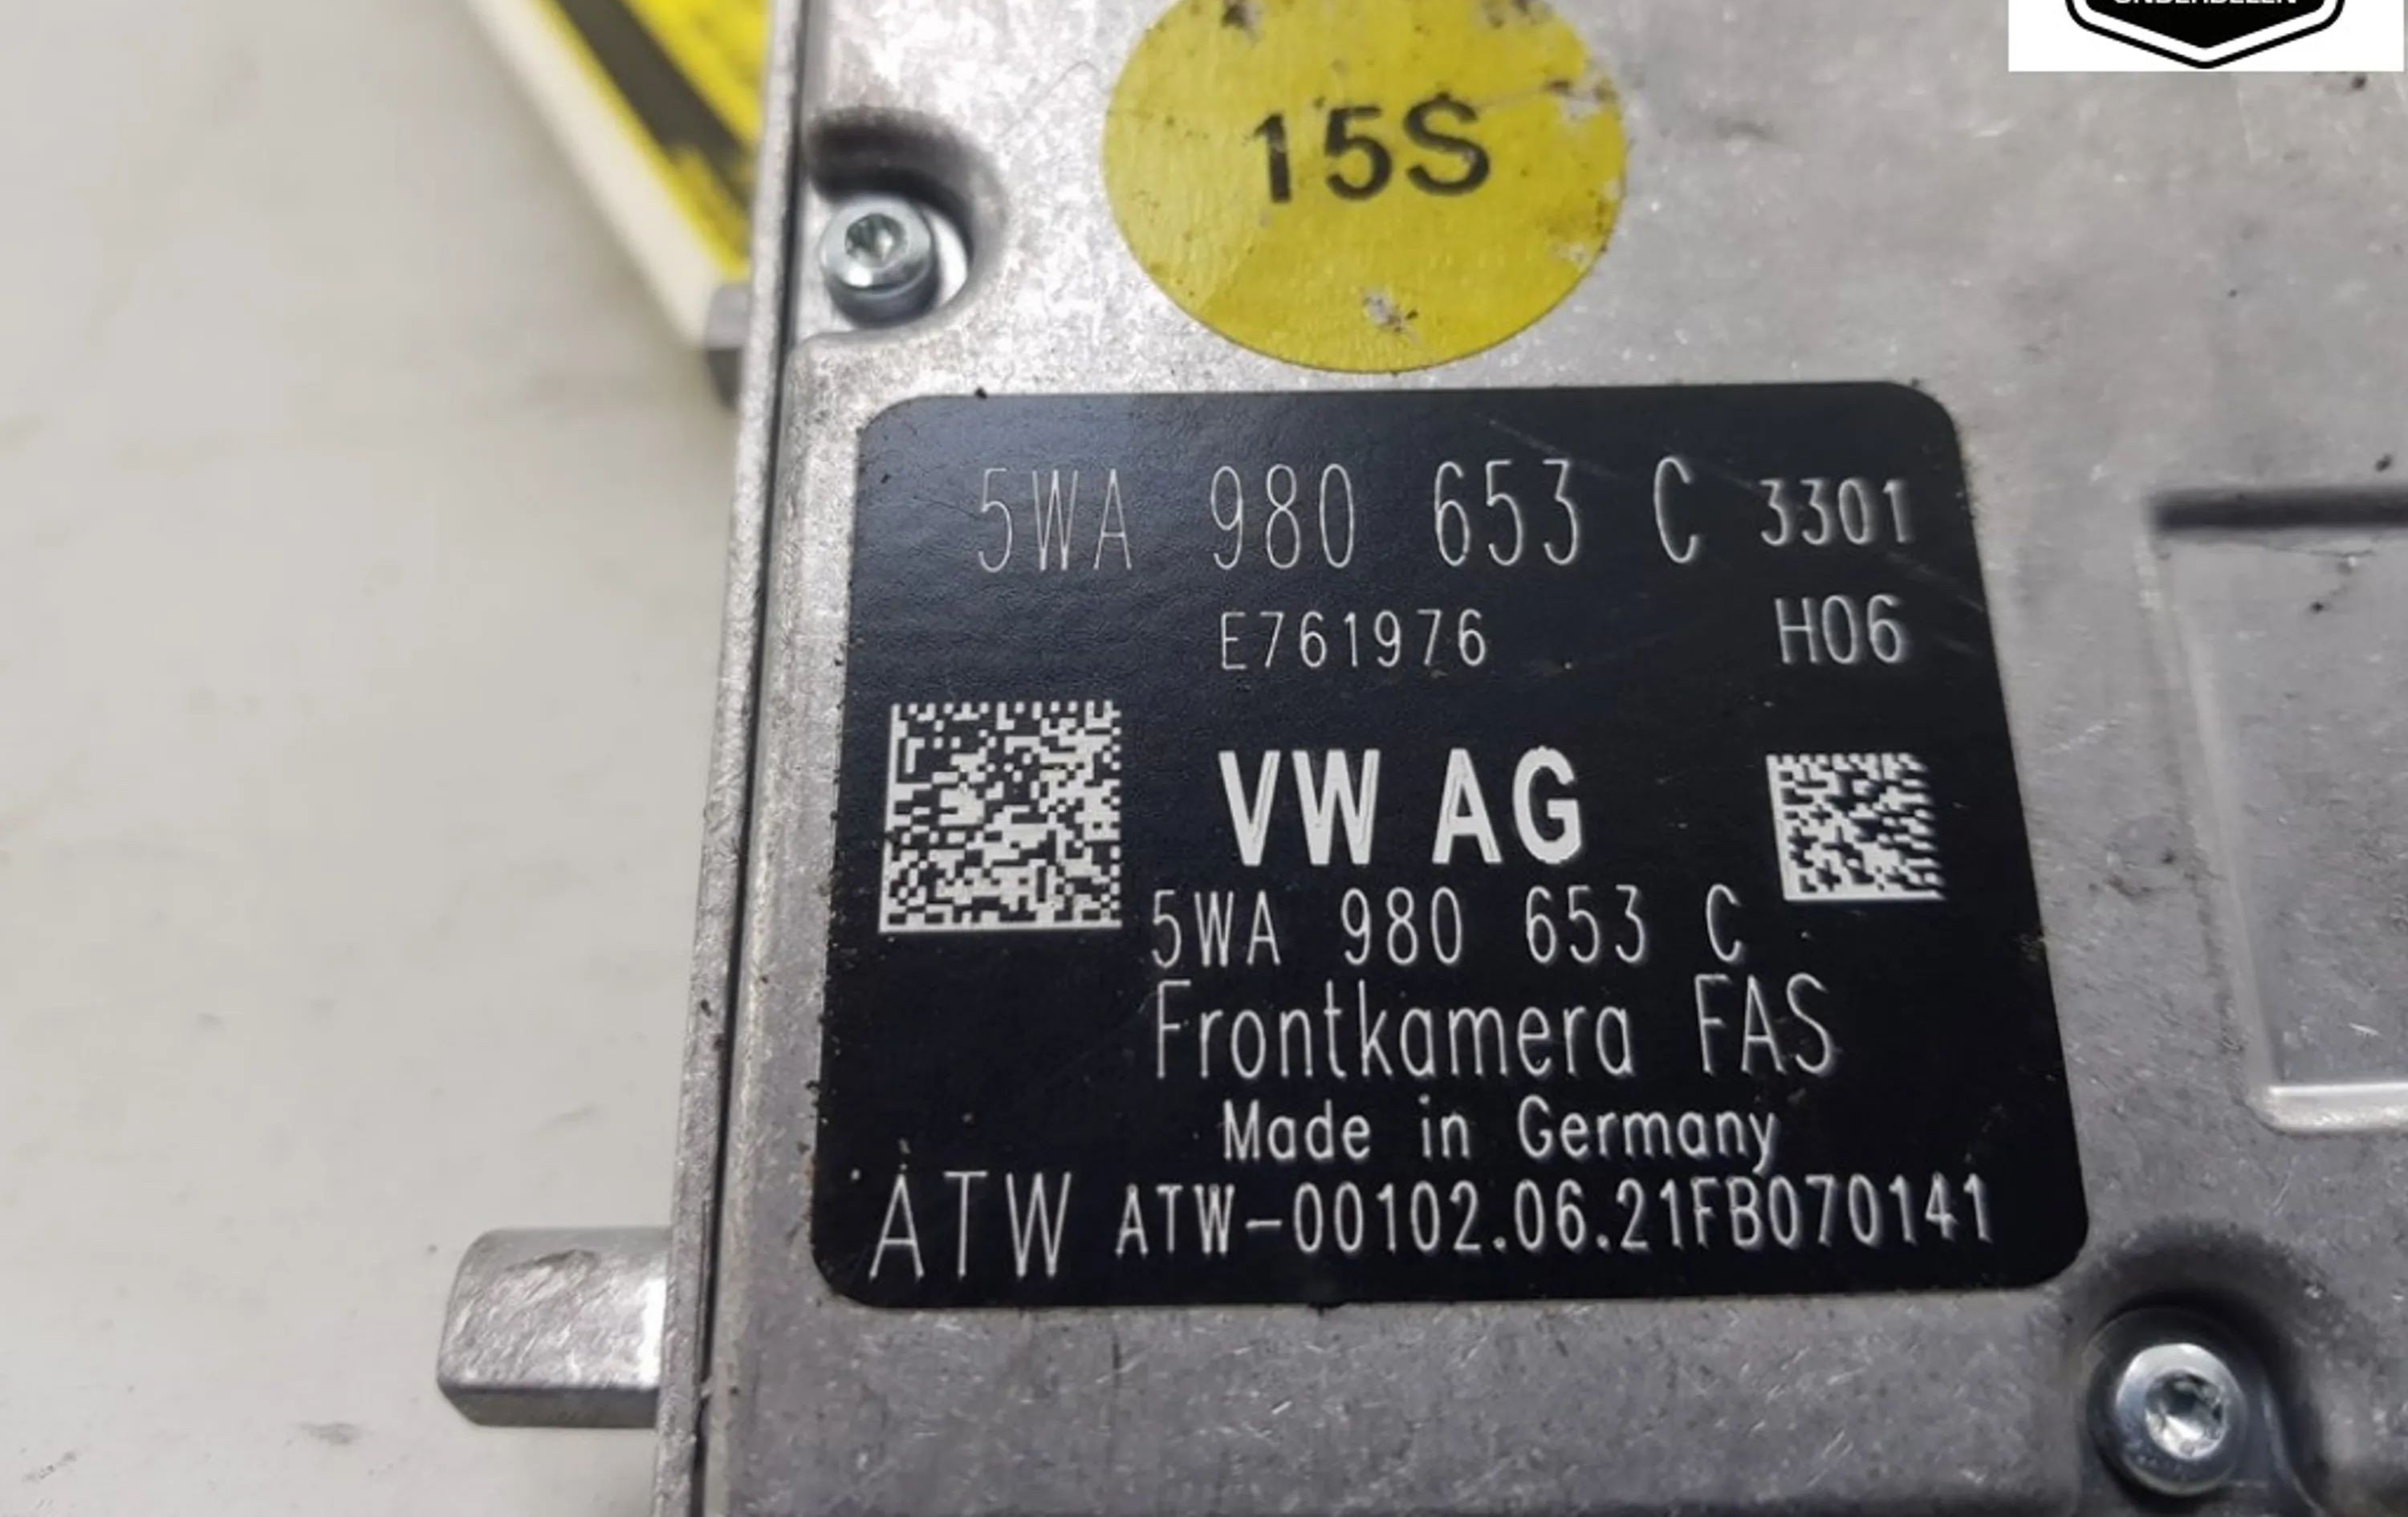 ONDERDELEN
15S
5WA 980 653 C 3301
E761976 H06
VW AG
5WA 980 653 C
Frontkamera FAS
Made in Germany
ATW ATW-00102.06.21FB070141